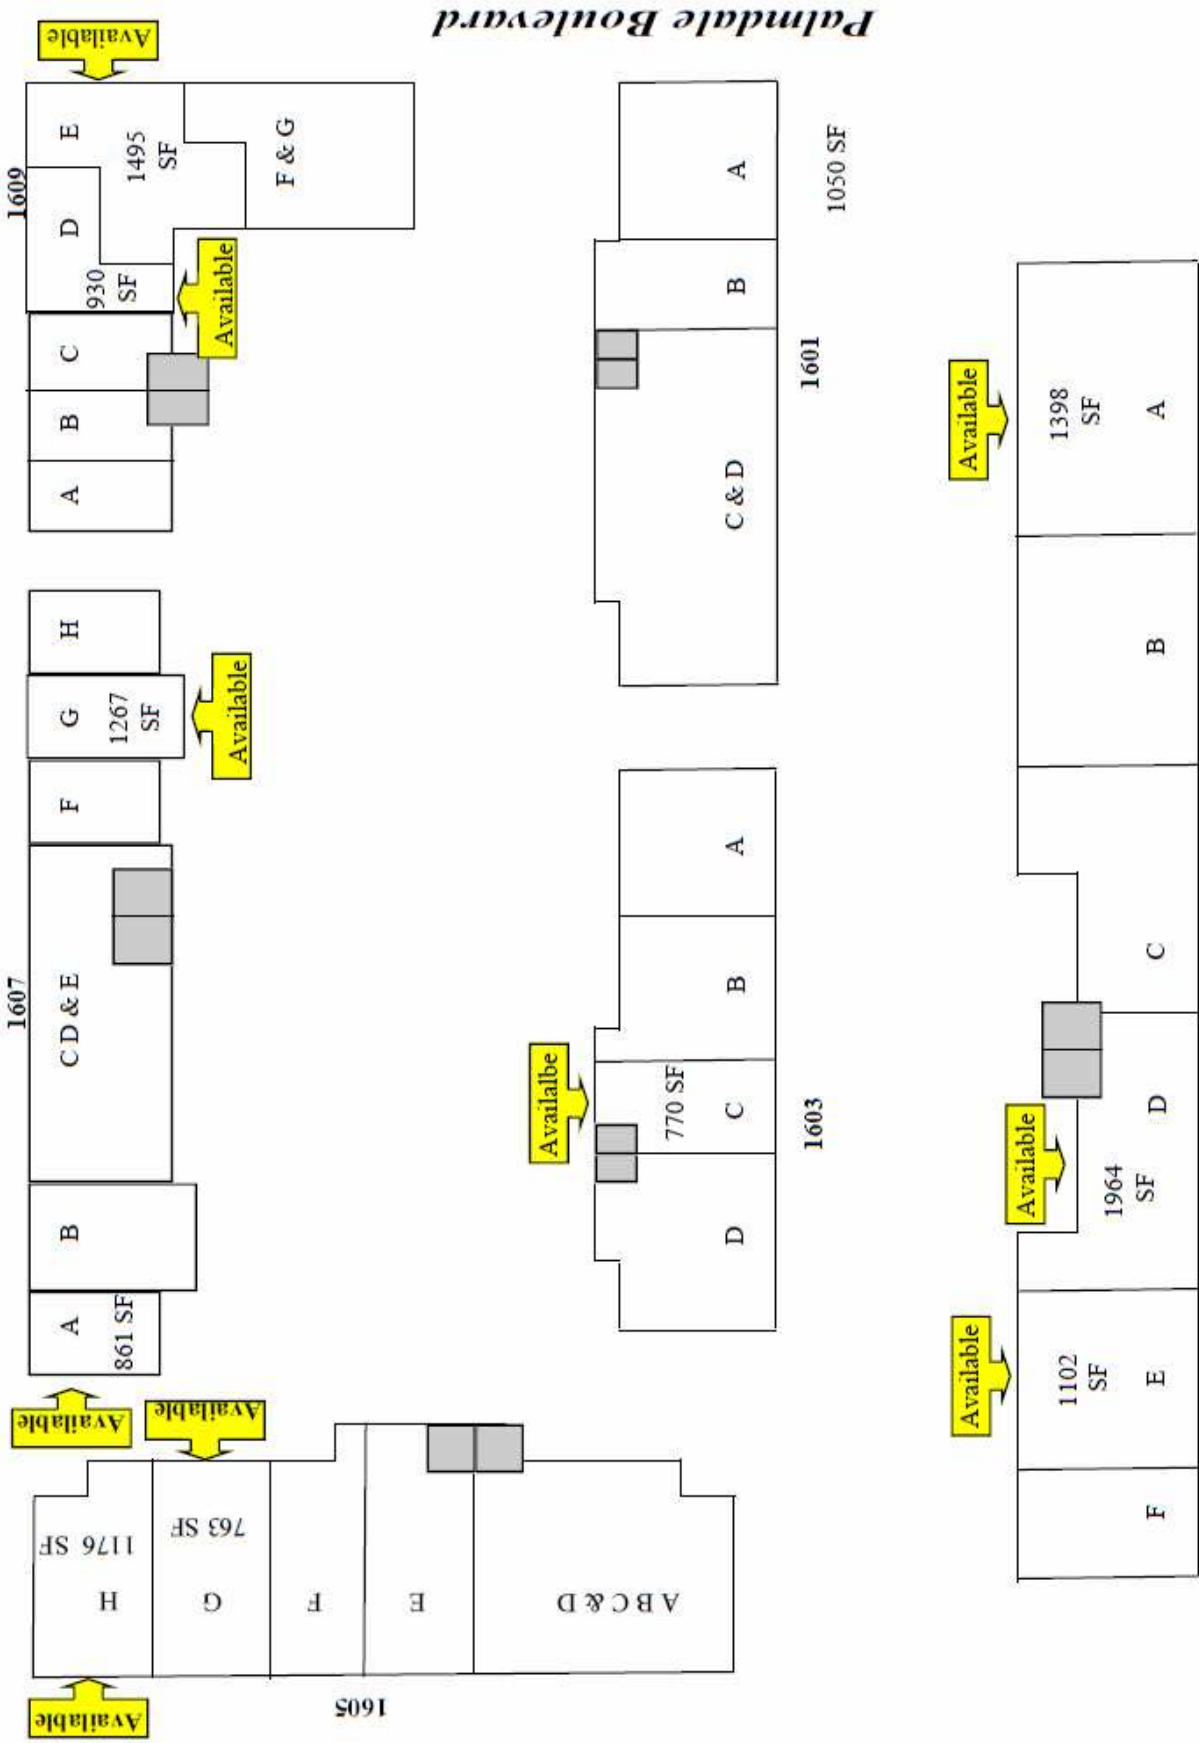 Palmdale Boulevard
Available
1609
E
1495
SF
D
930
SF
F & G
Available
C
B
A
H
G
1267
SF
Available
F
1607
C D & E
B
A
861 SF
Available
Available
1176 SF
H
763 SF
G
F
E
A B C & D
Available
1605
A
1050 SF
B
1601
C & D
A
B
Availalbe
770 SF
C
1603
D
Available
1398
SF
A
B
C
Available
D
1964
SF
Available
1102
SF
E
F